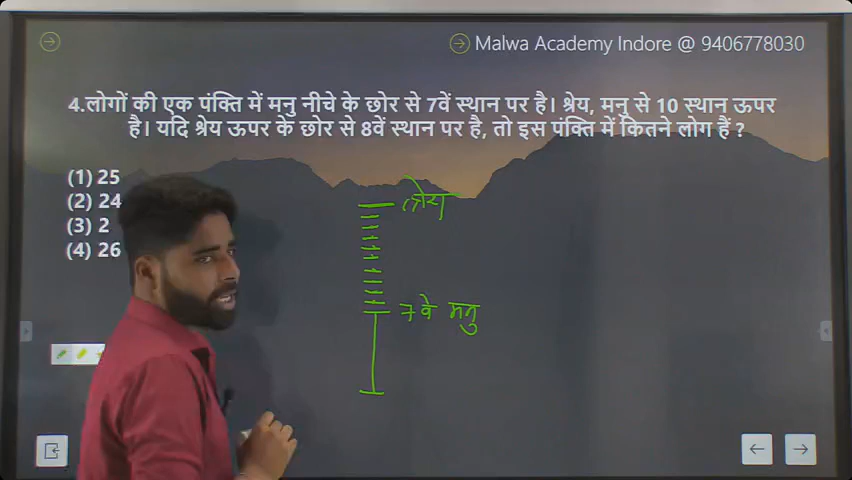 Malwa Academy Indore @ 9406778030
4.लोगों की एक पंक्ति में मनु नीचे के छोर से 7वें स्थान पर है। श्रेय, मनु से 10 स्थान ऊपर
है। यदि श्रेय ऊपर के छोर से 8वें स्थान पर है, तो इस पंक्ति में कितने लोग हैं ?
(1) 25
(2) 24
(3) 2
(4) 26
श्रेय
7 वे मनु